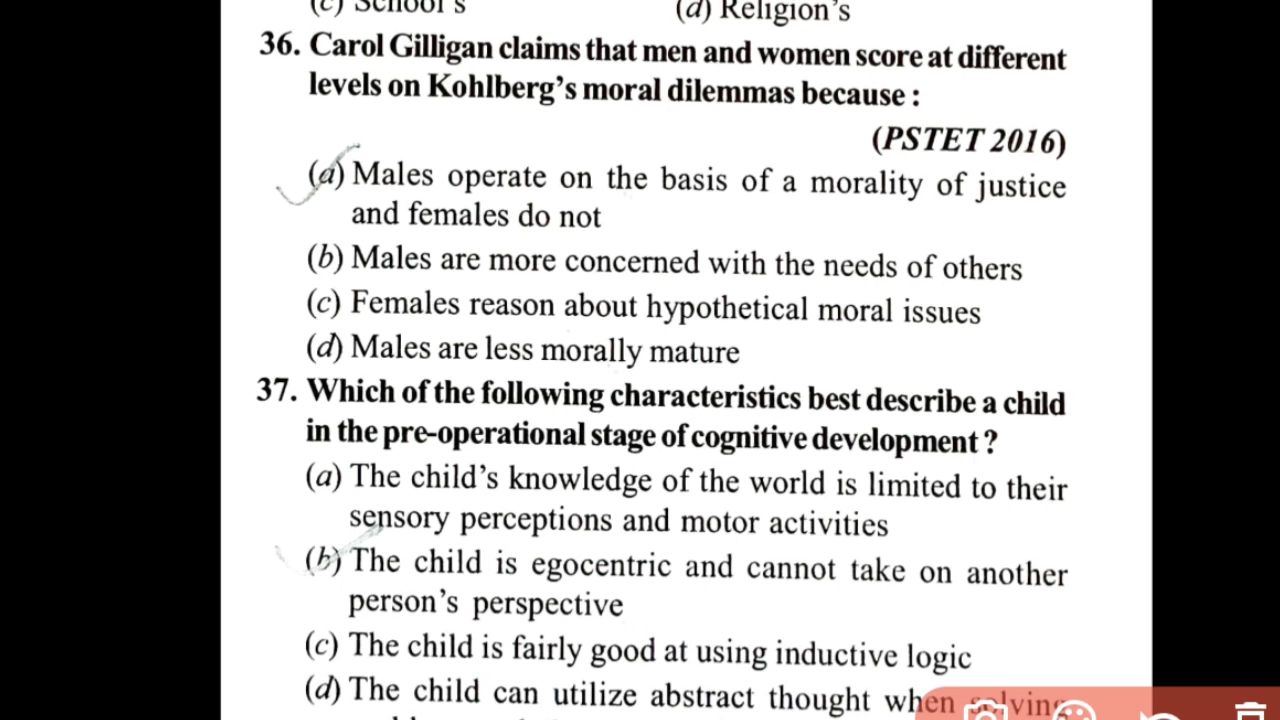 (c) School's (d) Religion's
36. Carol Gilligan claims that men and women score at different
levels on Kohlberg's moral dilemmas because :
(PSTET 2016)
(a) Males operate on the basis of a morality of justice
and females do not
(b) Males are more concerned with the needs of others
(c) Females reason about hypothetical moral issues
(d) Males are less morally mature
37. Which of the following characteristics best describe a child
in the pre-operational stage of cognitive development ?
(a) The child's knowledge of the world is limited to their
sensory perceptions and motor activities
(b) The child is egocentric and cannot take on another
person's perspective
(c) The child is fairly good at using inductive logic
(d) The child can utilize abstract thought when solving